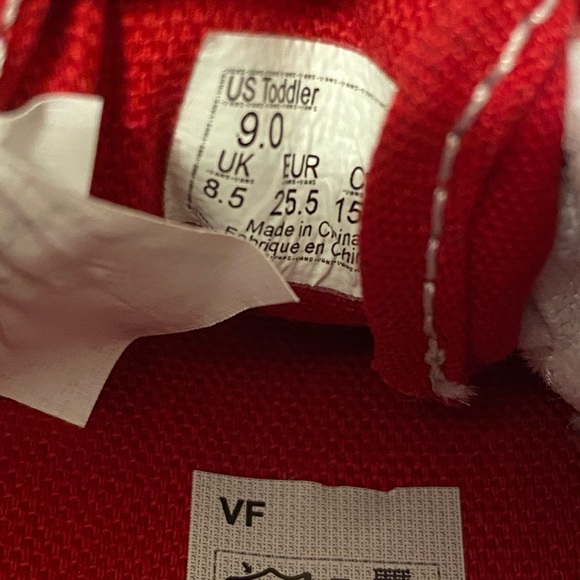 US Toddler
9.0
UK EUR C
8.5 25.5 15
Made in China
Fabrique en Chin
VF